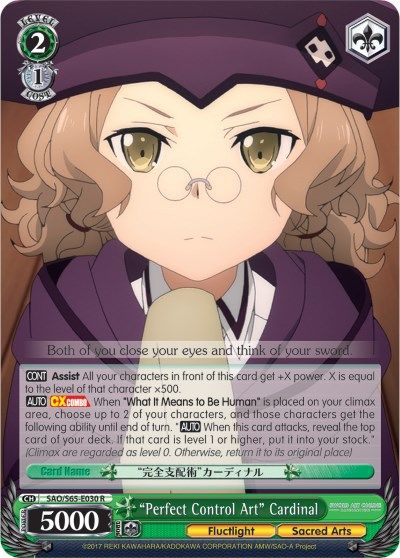 LEVEL
2
1
COST
Both of you close your eyes and think of your sword.
CONT Assist All your characters in front of this card get +X power. X is equal
to the level of that character ×500.
AUTO CXCOMBO When "What It Means to Be Human" is placed on your climax
area, choose up to 2 of your characters, and those characters get the
following ability until end of turn. "AUTO When this card attacks, reveal the top
card of your deck. If that card is level 1 or higher, put it into your stock."
(Climaxes are regarded as level 0. Otherwise, return it to its original place)
Card Name
“完全支配術”カーディナル
CH
SAO/S65-E030 R
5000
"Perfect Control Art" Cardinal
Fluctlight
Sacred Arts
©2017 REKI KAWAHARA/KADOKAWA CORPORATION AMW/SAO-A Project